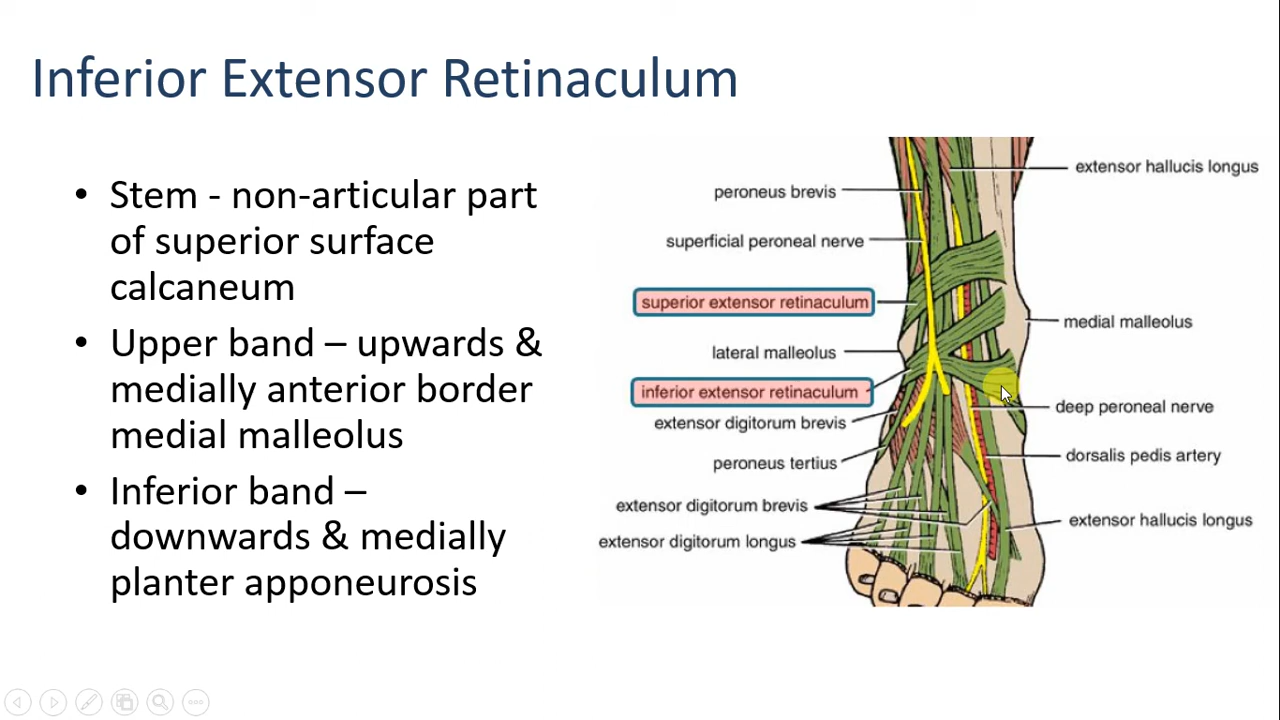 Inferior Extensor Retinaculum
• Stem - non-articular part
of superior surface
calcaneum
• Upper band – upwards &
medially anterior border
medial malleolus
• Inferior band –
downwards & medially
planter apponeurosis
extensor hallucis longus
peroneus brevis
superficial peroneal nerve
superior extensor retinaculum
medial malleolus
lateral malleolus
inferior extensor retinaculum
deep peroneal nerve
extensor digitorum brevis
dorsalis pedis artery
peroneus tertius
extensor digitorum brevis
extensor hallucis longus
extensor digitorum longus